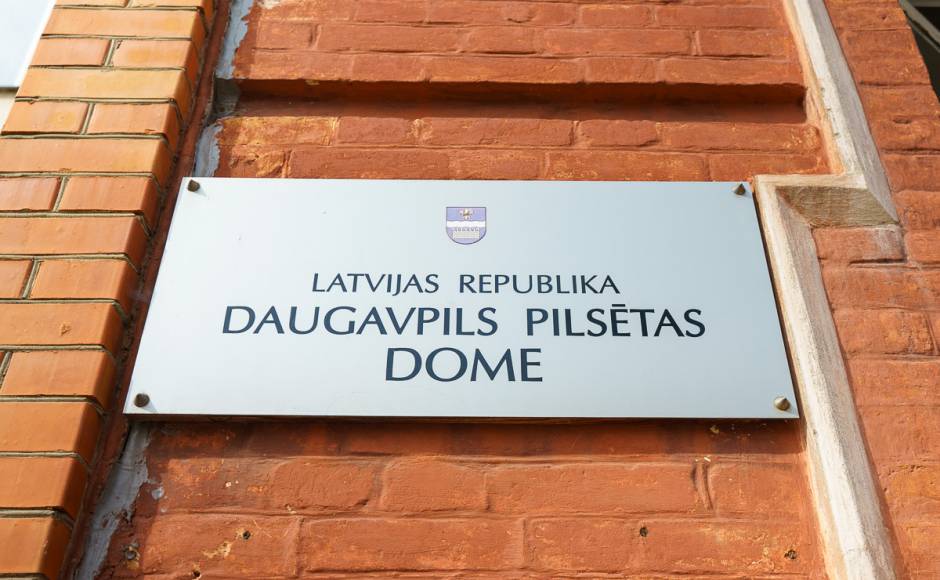 LATVIJAS REPUBLIKA
DAUGAVPILS PILSĒTAS
DOME